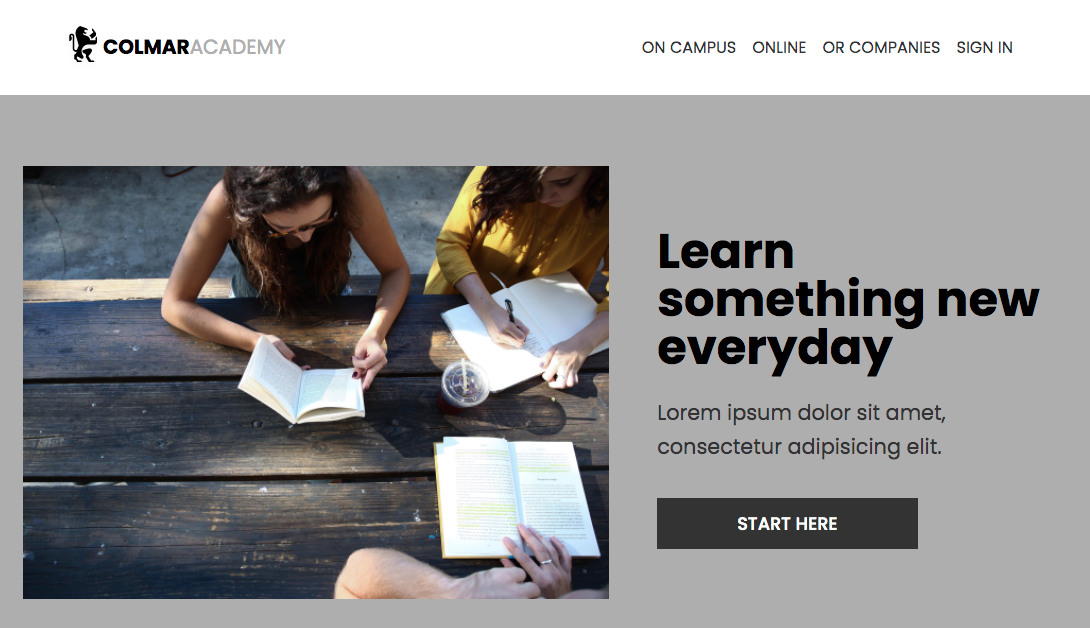 COLMARACADEMY
ON CAMPUS ONLINE OR COMPANIES SIGN IN
Learn
something new
everyday
Lorem ipsum dolor sit amet,
consectetur adipisicing elit.
START HERE